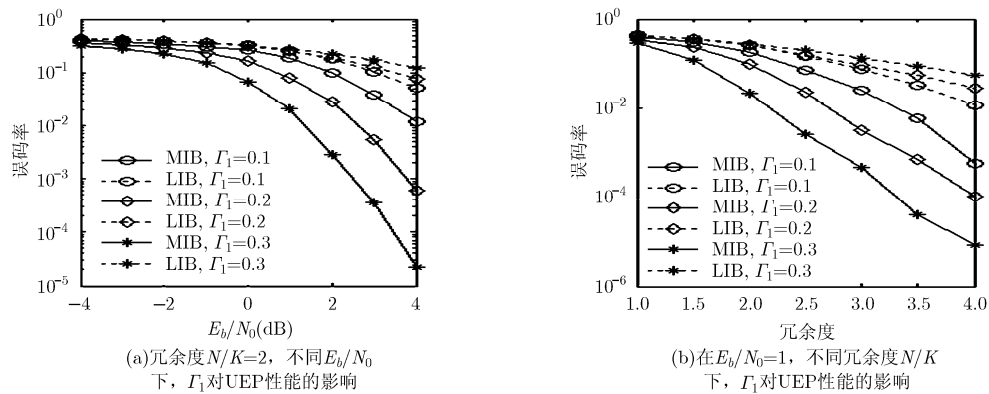 10^0
10^-1
10^-2
10^-3
10^-4
10^-5
误码率
MIB, Γ1=0.1
LIB, Γ1=0.1
MIB, Γ1=0.2
LIB, Γ1=0.2
MIB, Γ1=0.3
LIB, Γ1=0.3
−4 −2 0 2 4
Eb/N0(dB)
(a)冗余度N/K=2，不同Eb/N0
下，Γ1对UEP性能的影响
10^0
10^-2
10^-4
10^-6
误码率
MIB, Γ1=0.1
LIB, Γ1=0.1
MIB, Γ1=0.2
LIB, Γ1=0.2
MIB, Γ1=0.3
LIB, Γ1=0.3
1.0 1.5 2.0 2.5 3.0 3.5 4.0
冗余度
(b)在Eb/N0=1，不同冗余度N/K
下，Γ1对UEP性能的影响